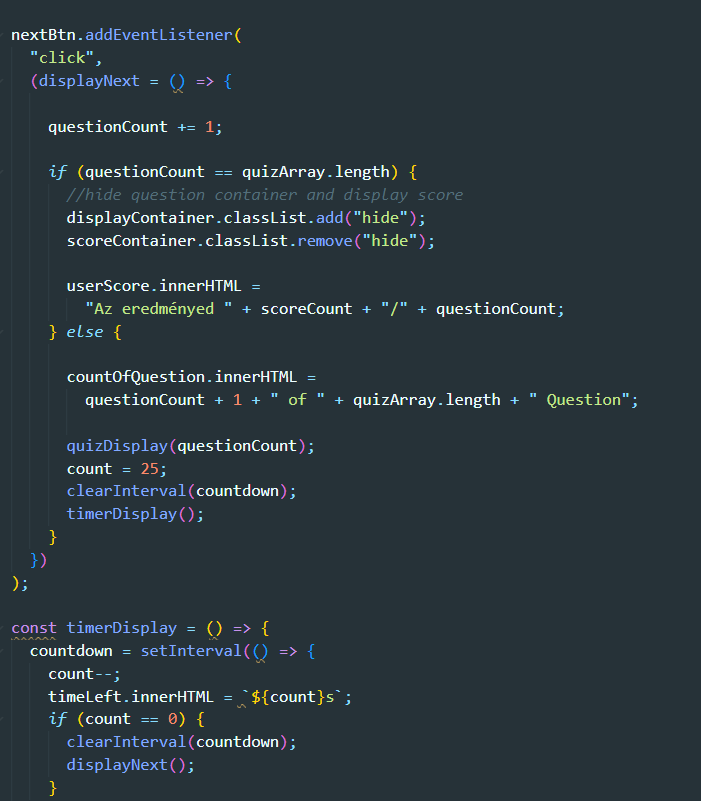 nextBtn.addEventListener(
"click",
(displayNext = () => {
questionCount += 1;
if (questionCount == quizArray.length) {
//hide question container and display score
displayContainer.classList.add("hide");
scoreContainer.classList.remove("hide");
userScore.innerHTML =
"Az eredményed " + scoreCount + "/" + questionCount;
} else {
countOfQuestion.innerHTML =
questionCount + 1 + " of " + quizArray.length + " Question";
quizDisplay(questionCount);
count = 25;
clearInterval(countdown);
timerDisplay();
}
})
);
const timerDisplay = () => {
countdown = setInterval(() => {
count--;
timeLeft.innerHTML = `${count}s`;
if (count == 0) {
clearInterval(countdown);
displayNext();
}